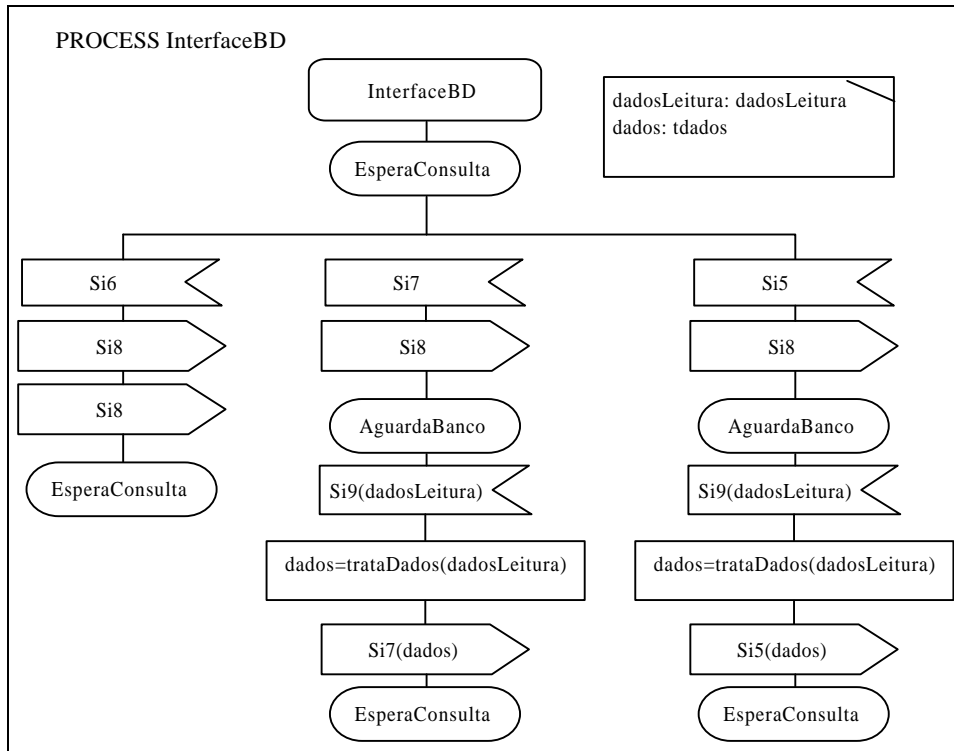 PROCESS InterfaceBD
InterfaceBD
dadosLeitura: dadosLeitura
dados: tdados
EsperaConsulta
Si6
Si8
Si8
EsperaConsulta
Si7
Si8
AguardaBanco
Si9(dadosLeitura)
dados=trataDados(dadosLeitura)
Si7(dados)
EsperaConsulta
Si5
Si8
AguardaBanco
Si9(dadosLeitura)
dados=trataDados(dadosLeitura)
Si5(dados)
EsperaConsulta